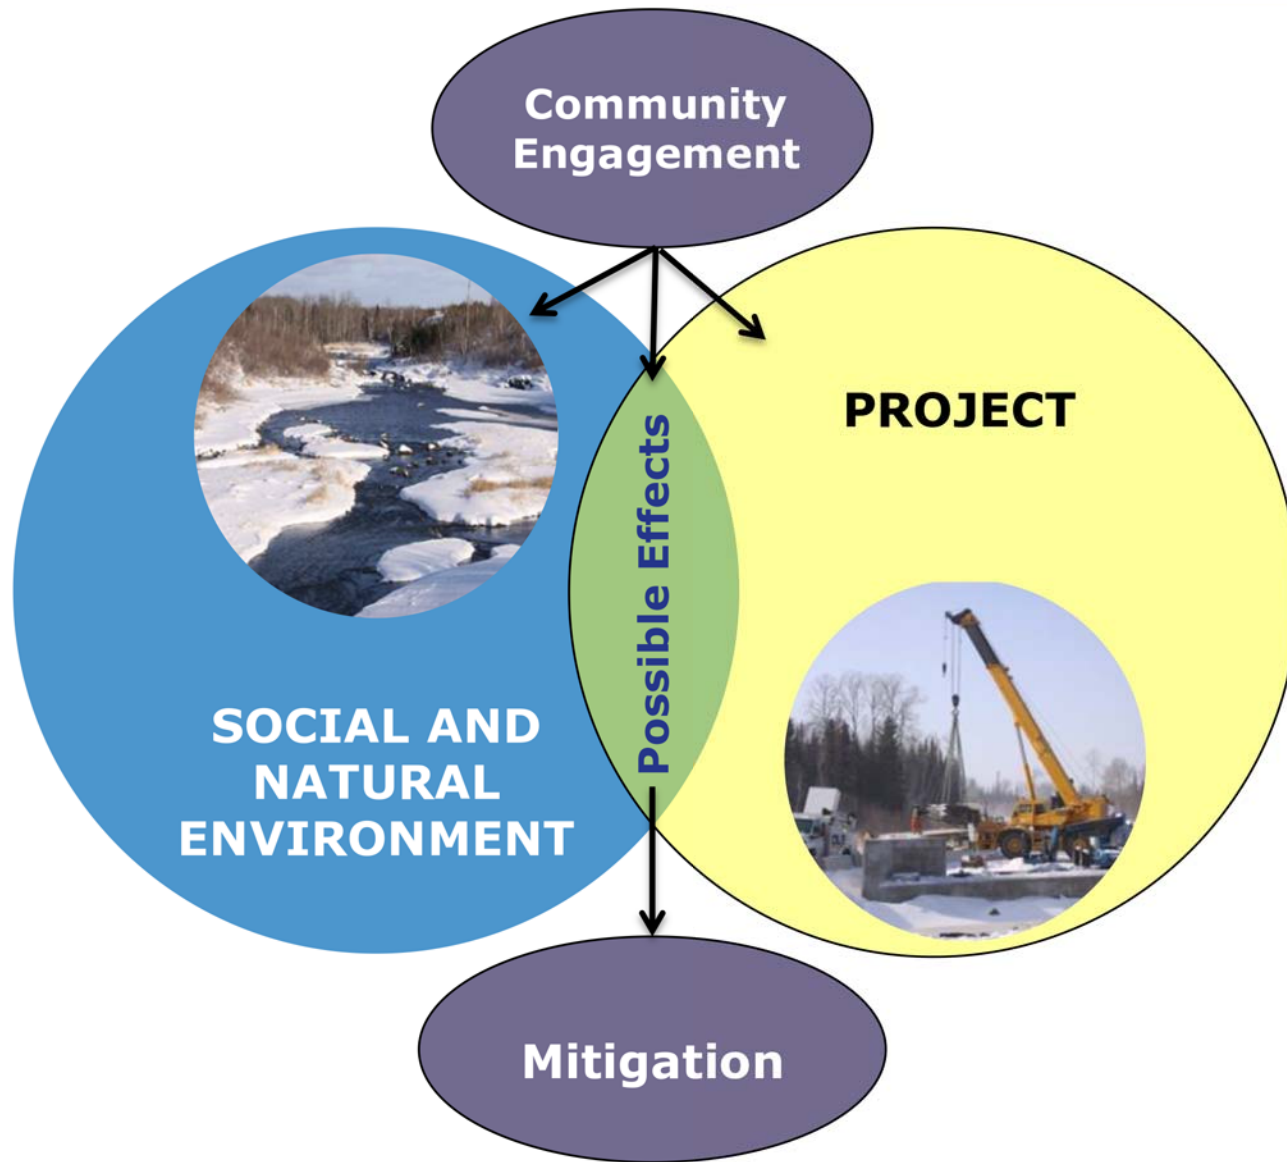 Community
Engagement
PROJECT
Possible Effects
SOCIAL AND
NATURAL
ENVIRONMENT
Mitigation